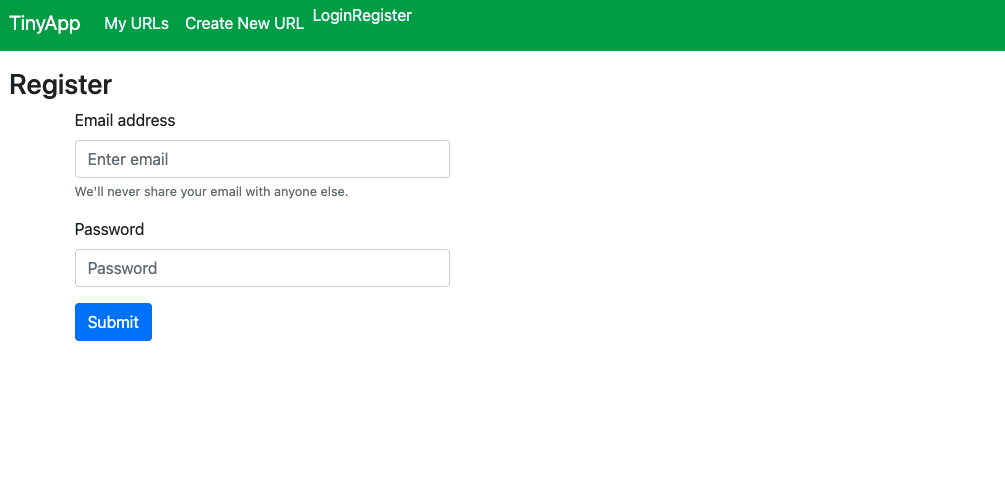 TinyApp My URLs Create New URL LoginRegister
Register
Email address
Enter email
We'll never share your email with anyone else.
Password
Password
Submit